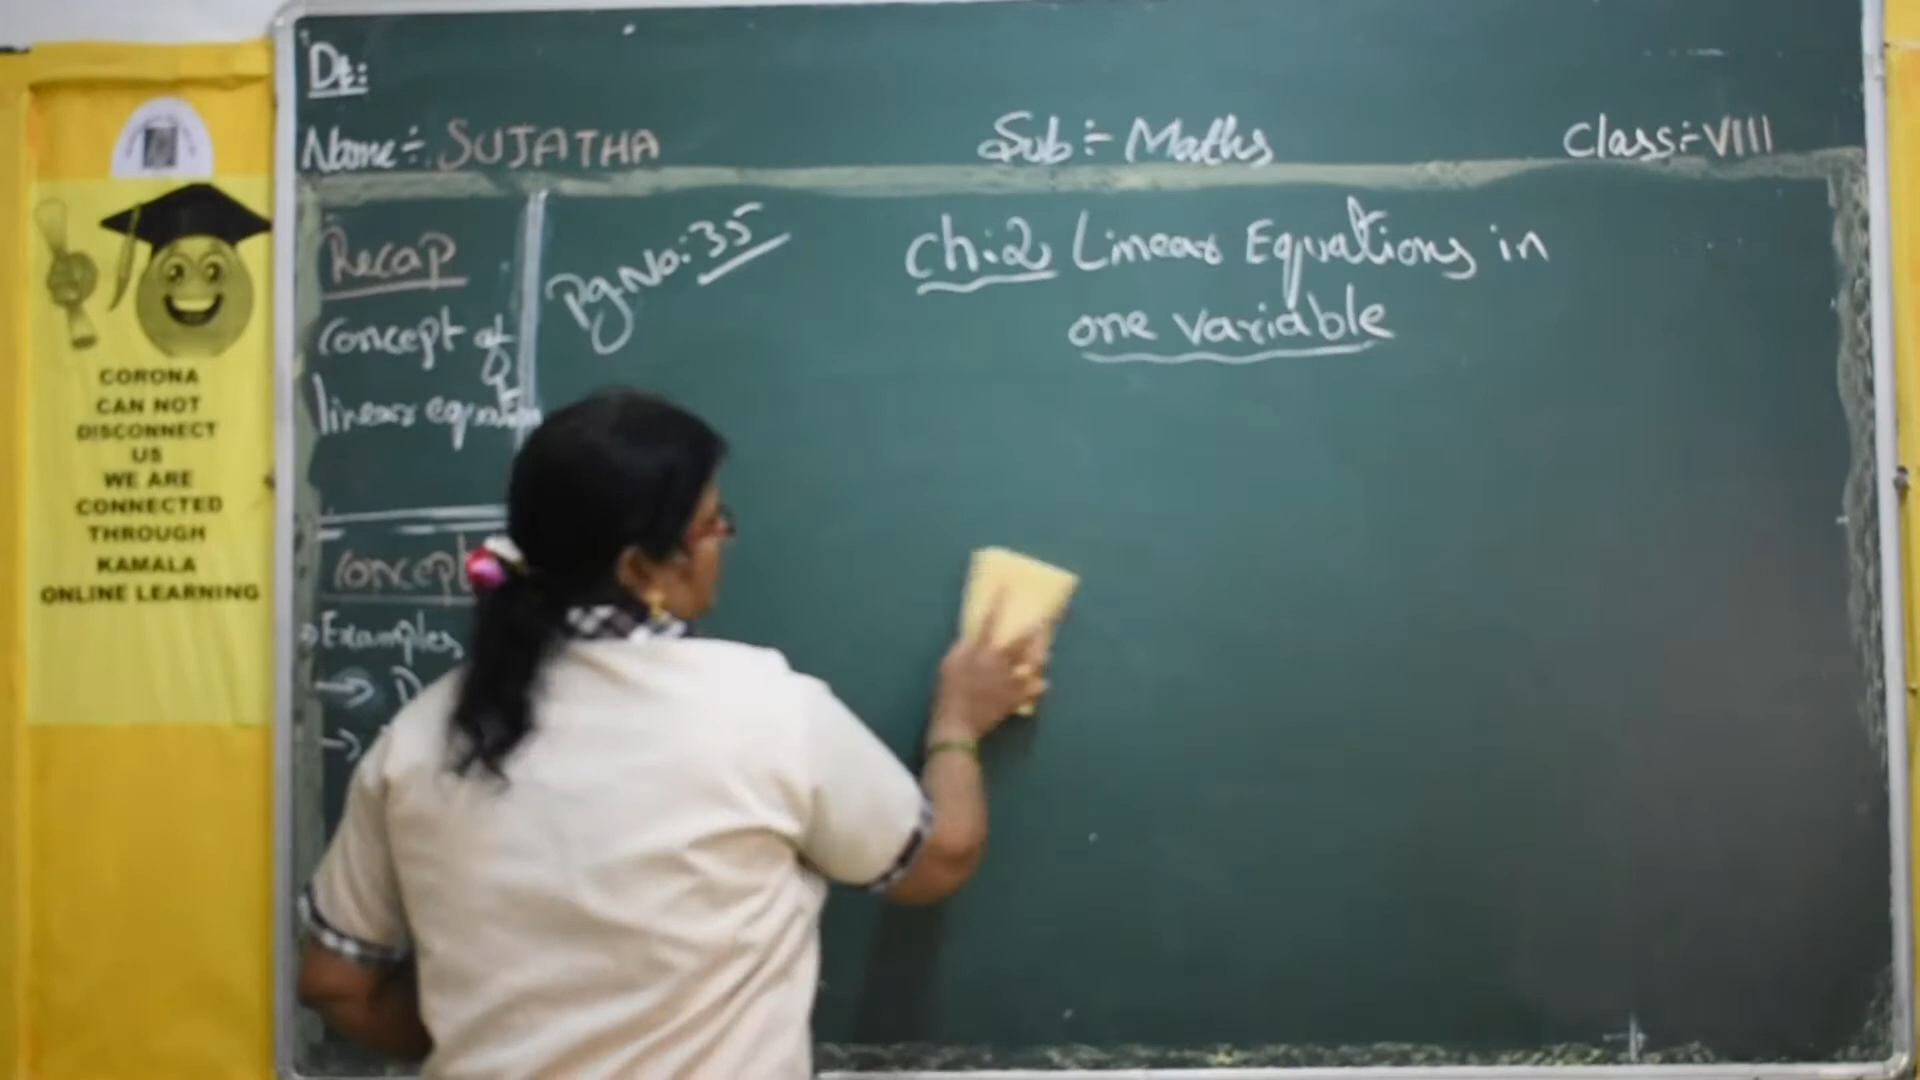 Dt:
Name:- SUJATHA
Sub:- Maths
Class:- VIII
Recap
concept of
linear equation
Pg.No:35
Ch:2 Linear Equations in
one variable
Concept
Examples
CORONA
CAN NOT
DISCONNECT
US
WE ARE
CONNECTED
THROUGH
KAMALA
ONLINE LEARNING